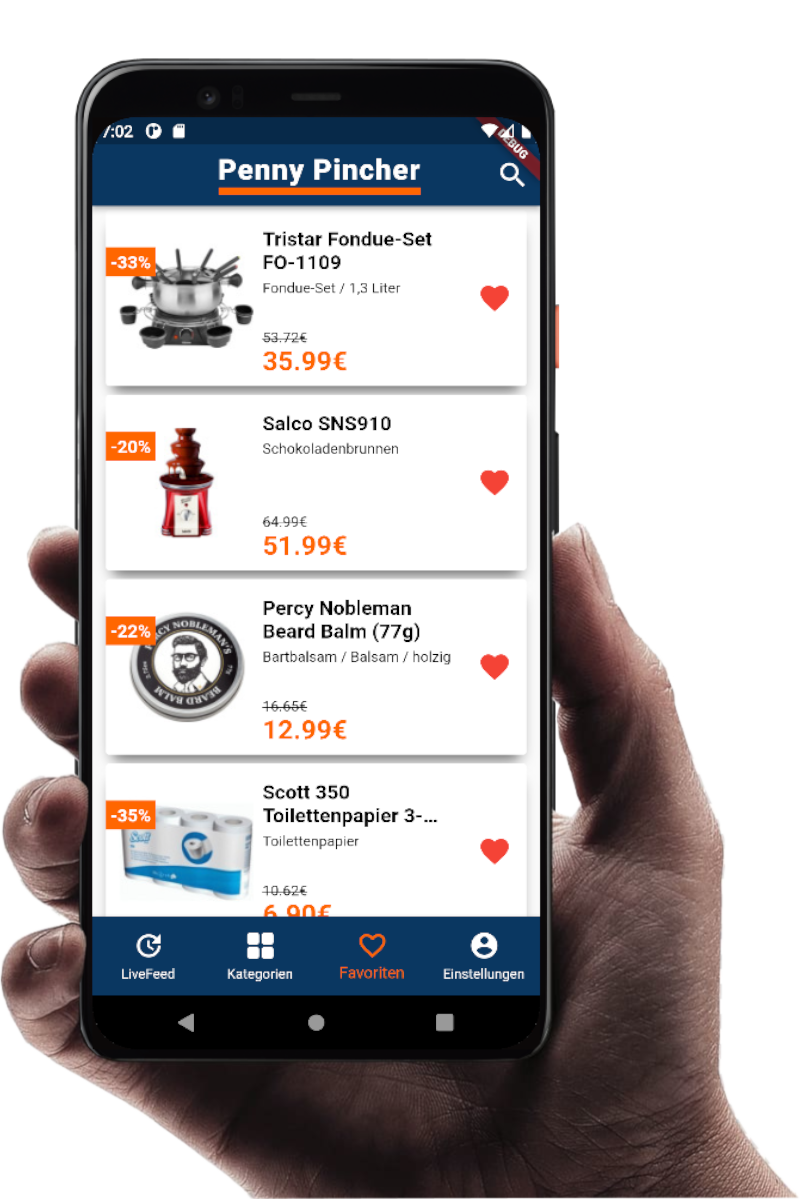 7:02
DEBUG
Penny Pincher
-33%
Tristar Fondue-Set
FO-1109
Fondue-Set / 1,3 Liter
53.72€
35.99€
-20%
Salco SNS910
Schokoladenbrunnen
64.99€
51.99€
-22%
PERCY NOBLEMAN'S
BEARD BALM
Percy Nobleman
Beard Balm (77g)
Bartbalsam / Balsam / holzig
16.65€
12.99€
-35%
Scott
Scott 350
Toilettenpapier 3-...
Toilettenpapier
10.62€
6.90€
LiveFeed
Kategorien
Favoriten
Einstellungen